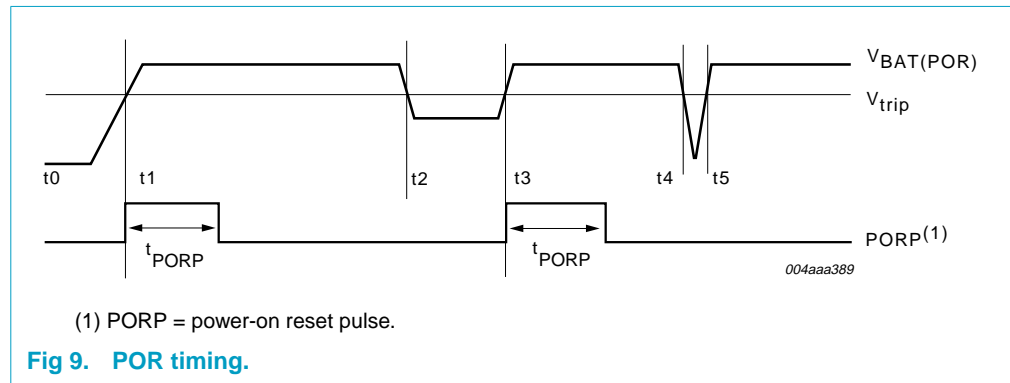 VBAT(POR)
Vtrip
t0 t1 t2 t3 t4 t5
tPORP tPORP PORP(1)
004aaa389
(1) PORP = power-on reset pulse.
Fig 9. POR timing.